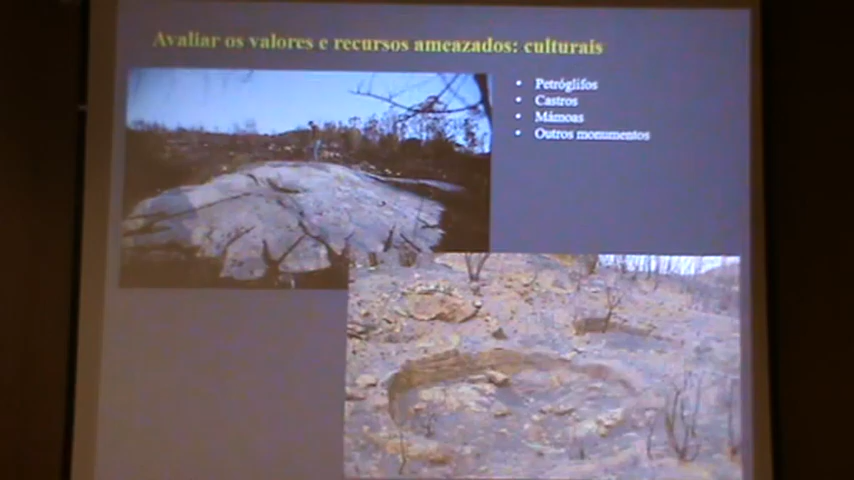 Avaliar os valores e recursos ameazados: culturais
• Petróglifos
• Castros
• Mámoas
• Outros monumentos